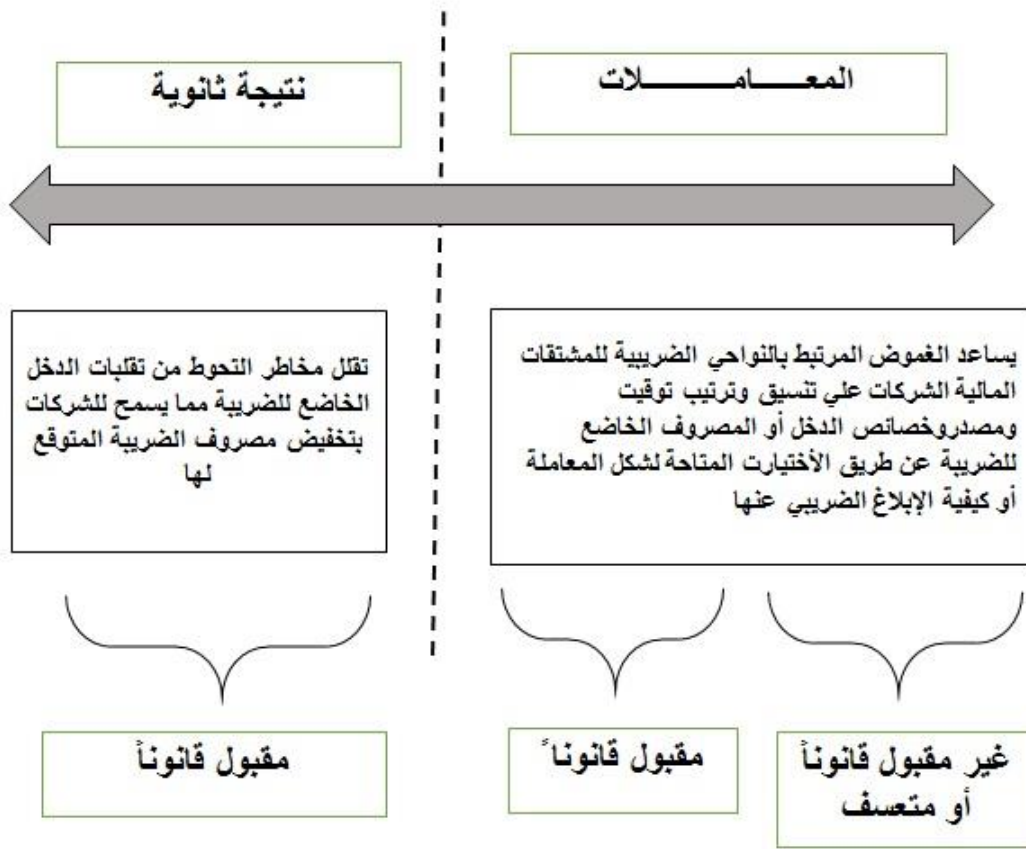 المعـــــامـــــــــلات
نتيجة ثانوية
يساعد الغموض المرتبط بالنواحي الضريبية للمشتقات
المالية الشركات علي تنسيق وترتيب توقيت
ومصدروخصائص الدخل أو المصروف الخاضع
للضريبة عن طريق الأختيارت المتاحة لشكل المعاملة
أو كيفية الإبلاغ الضريبي عنها
تقلل مخاطر التحوط من تقلبات الدخل
الخاضع للضريبة مما يسمح للشركات
بتخفيض مصروف الضريبة المتوقع
لها
غير مقبول قانوناً
أو متعسف
مقبول قانوناً
مقبول قانوناً